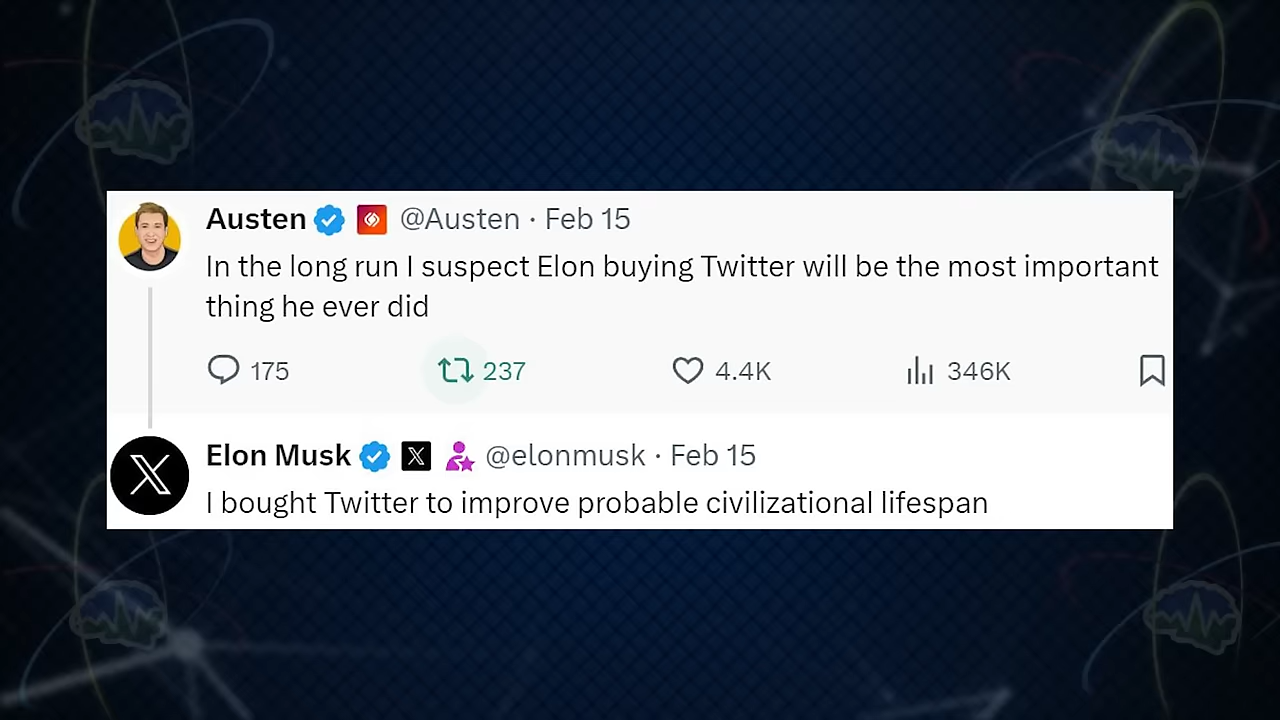 Austen @Austen · Feb 15
In the long run I suspect Elon buying Twitter will be the most important
thing he ever did
175 237 4.4K 346K
Elon Musk X @elonmusk · Feb 15
I bought Twitter to improve probable civilizational lifespan